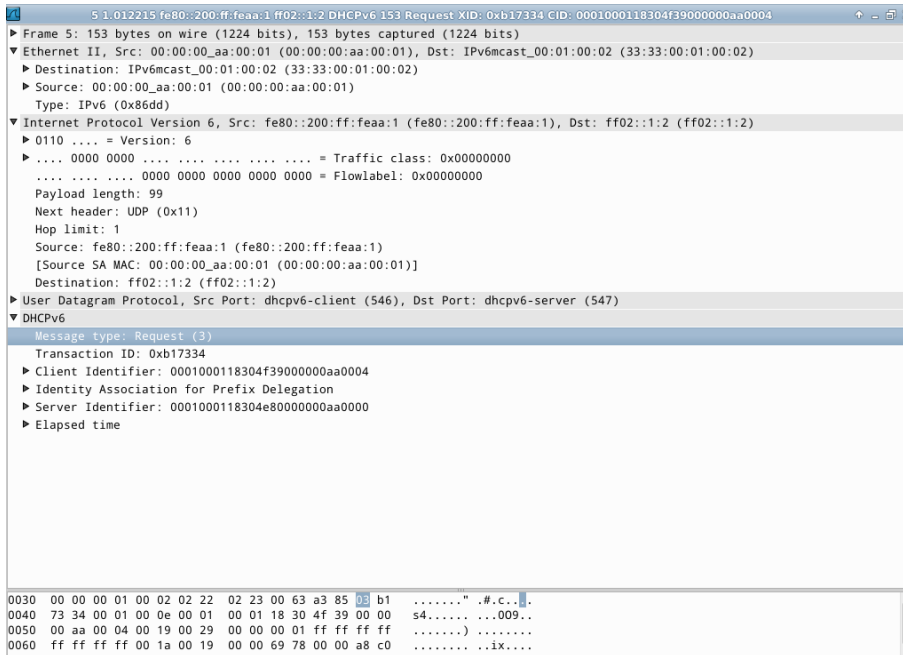 5 1.012215 fe80::200:ff:feaa:1 ff02::1:2 DHCPv6 153 Request XID: 0xb17334 CID: 0001000118304f39000000aa0004
Frame 5: 153 bytes on wire (1224 bits), 153 bytes captured (1224 bits)
Ethernet II, Src: 00:00:00_aa:00:01 (00:00:00:aa:00:01), Dst: IPv6mcast_00:01:00:02 (33:33:00:01:00:02)
Destination: IPv6mcast_00:01:00:02 (33:33:00:01:00:02)
Source: 00:00:00_aa:00:01 (00:00:00:aa:00:01)
Type: IPv6 (0x86dd)
Internet Protocol Version 6, Src: fe80::200:ff:feaa:1 (fe80::200:ff:feaa:1), Dst: ff02::1:2 (ff02::1:2)
0110 .... = Version: 6
.... 0000 0000 .... .... .... .... .... = Traffic class: 0x00000000
.... .... .... 0000 0000 0000 0000 0000 = Flowlabel: 0x00000000
Payload length: 99
Next header: UDP (0x11)
Hop limit: 1
Source: fe80::200:ff:feaa:1 (fe80::200:ff:feaa:1)
[Source SA MAC: 00:00:00_aa:00:01 (00:00:00:aa:00:01)]
Destination: ff02::1:2 (ff02::1:2)
User Datagram Protocol, Src Port: dhcpv6-client (546), Dst Port: dhcpv6-server (547)
DHCPv6
Message type: Request (3)
Transaction ID: 0xb17334
Client Identifier: 0001000118304f39000000aa0004
Identity Association for Prefix Delegation
Server Identifier: 0001000118304e80000000aa0000
Elapsed time
0030 00 00 00 01 00 02 02 22 02 23 00 63 a3 85 03 b1 ......." .#.c....
0040 73 34 00 01 00 0e 00 01 00 01 18 30 4f 39 00 00 s4...... ...0O9..
0050 00 aa 00 04 00 19 00 29 00 00 00 01 ff ff ff ff .......) ........
0060 ff ff ff ff 00 1a 00 19 00 00 69 78 00 00 a8 c0 ........ ..ix....